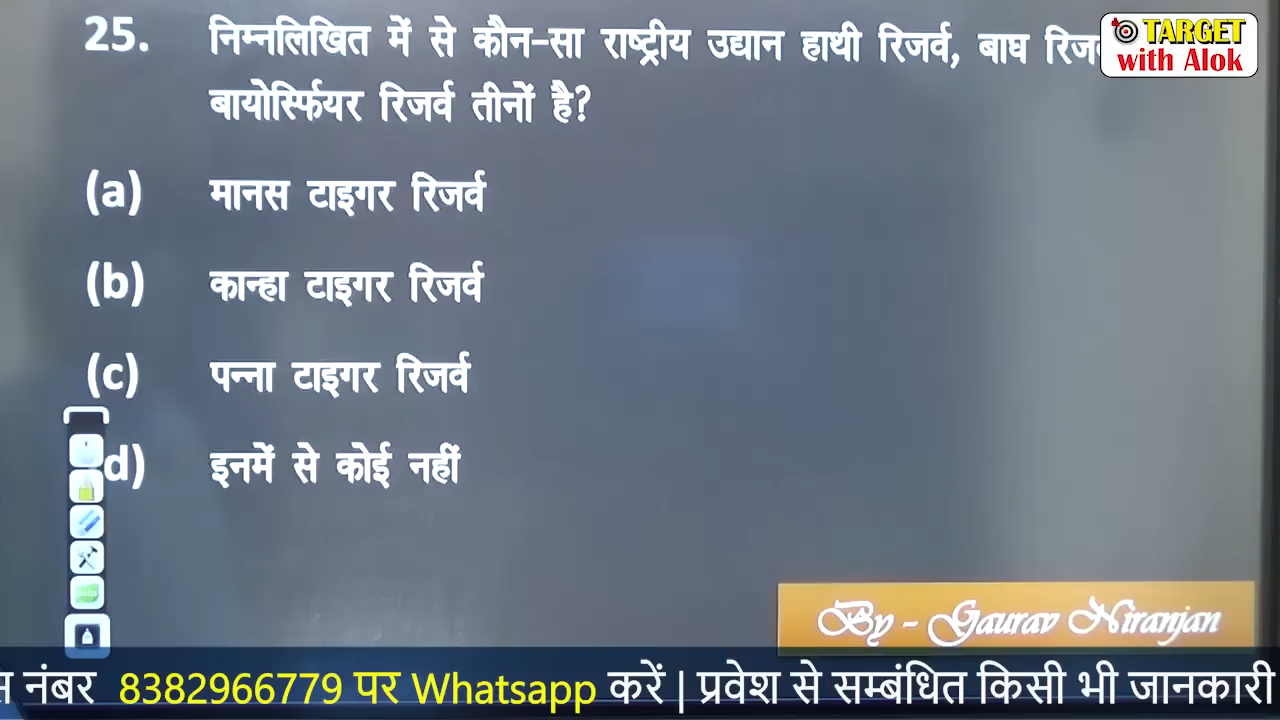 25. निम्नलिखित में से कौन-सा राष्ट्रीय उद्यान हाथी रिजर्व, बाघ
TARGET
with Alok
बायोर्स्फियर रिजर्व तीनों है?
(a) मानस टाइगर रिजर्व
(b) कान्हा टाइगर रिजर्व
(c) पन्ना टाइगर रिजर्व
d) इनमें से कोई नहीं
By - Gaurav Niranjan
नंबर 8382966779 पर Whatsapp करें | प्रवेश से सम्बंधित किसी भी जानकारी